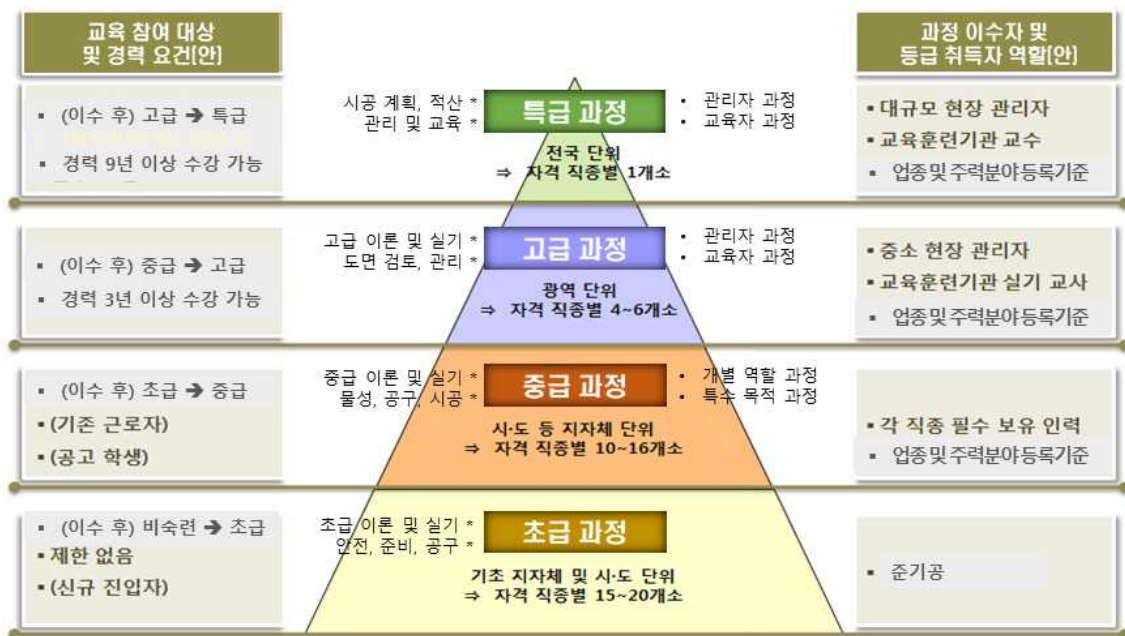 교육 참여 대상
및 경력 요건(안)
과정 이수자 및
등급 취득자 역할(안)
▪ (이수 후) 고급 ➔ 특급
▪ 경력 9년 이상 수강 가능
시공 계획, 적산 *
관리 및 교육 *
특급 과정
• 관리자 과정
• 교육자 과정
전국 단위
⇒ 자격 직종별 1개소
▪ 대규모 현장 관리자
▪ 교육훈련기관 교수
▪ 업종 및 주력분야 등록기준
▪ (이수 후) 중급 ➔ 고급
▪ 경력 3년 이상 수강 가능
고급 이론 및 실기 *
도면 검토, 관리 *
고급 과정
• 관리자 과정
• 교육자 과정
광역 단위
⇒ 자격 직종별 4~6개소
▪ 중소 현장 관리자
▪ 교육훈련기관 실기 교사
▪ 업종 및 주력분야 등록기준
▪ (이수 후) 초급 ➔ 중급
▪ (기존 근로자)
▪ (공고 학생)
중급 이론 및 실기 *
물성, 공구, 시공 *
중급 과정
• 개별 역할 과정
• 특수 목적 과정
시·도 등 지자체 단위
⇒ 자격 직종별 10~16개소
▪ 각 직종 필수 보유 인력
▪ 업종 및 주력분야 등록기준
▪ (이수 후) 비숙련 ➔ 초급
▪ 제한 없음
▪ (신규 진입자)
초급 이론 및 실기 *
안전, 준비, 공구 *
초급 과정
기초 지자체 및 시·도 단위
⇒ 자격 직종별 15~20개소
▪ 준기공